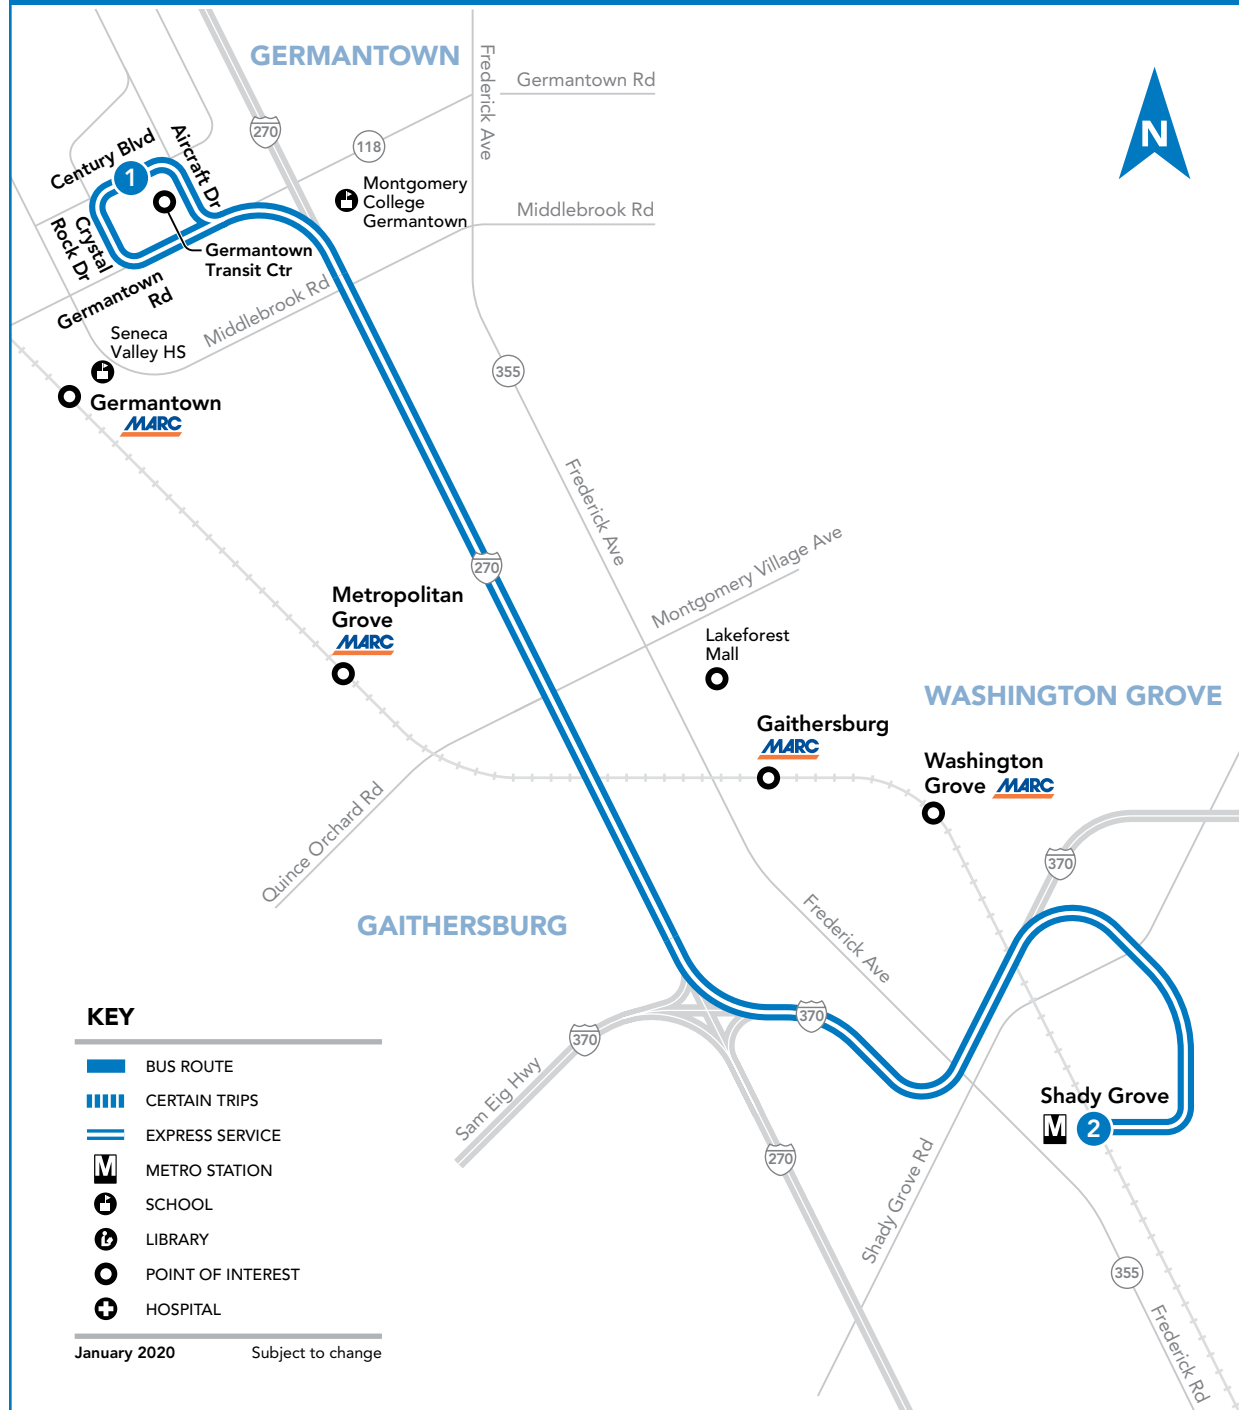 GERMANTOWN
Frederick Ave
Germantown Rd
N
270
118
Century Blvd
Aircraft Dr
1
Montgomery
College
Germantown
Middlebrook Rd
Crystal
Rock Dr
Germantown
Transit Ctr
Germantown
Rd
Middlebrook Rd
Seneca
Valley HS
355
Germantown
MARC
Frederick Ave
270
Montgomery Village Ave
Metropolitan
Grove
MARC
Lakeforest
Mall
WASHINGTON GROVE
Gaithersburg
MARC
Washington
Grove MARC
Quince Orchard Rd
370
GAITHERSBURG
Frederick Ave
370
370
Sam Eig Hwy
Shady Grove
M
2
270
Shady Grove Rd
355
Frederick Rd
KEY
BUS ROUTE
CERTAIN TRIPS
EXPRESS SERVICE
M METRO STATION
SCHOOL
LIBRARY
POINT OF INTEREST
HOSPITAL
January 2020 Subject to change